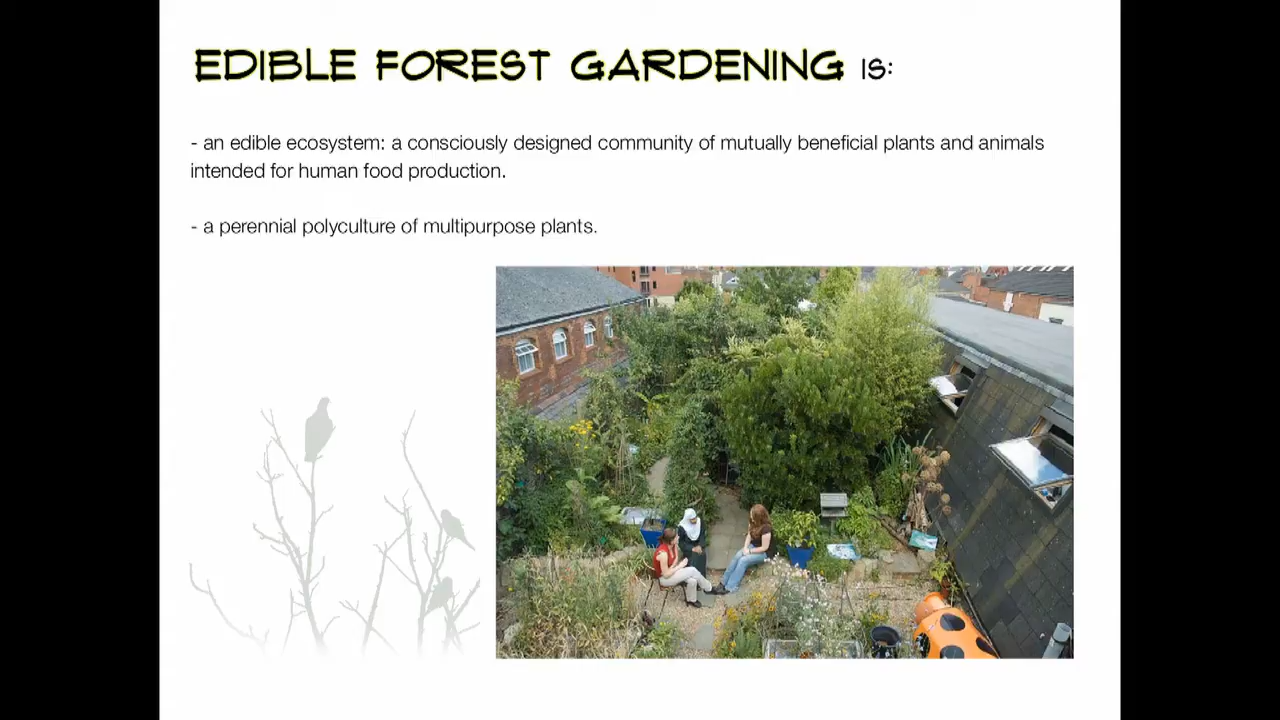 EDIBLE FOREST GARDENING IS:
- an edible ecosystem: a consciously designed community of mutually beneficial plants and animals
intended for human food production.
- a perennial polyculture of multipurpose plants.